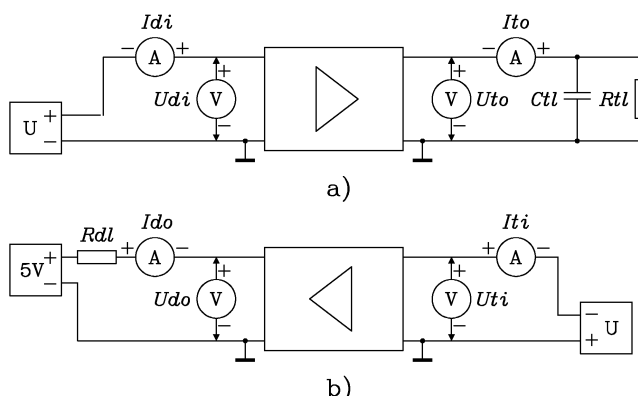 Idi Ito
- A + - A +
+ + 
U + Udi V V Uto Ctl Rtl
- - -
a)
Rdl Ido Iti
5V + + A - + A -
- + +
Udo V V Uti - U
- - +
b)